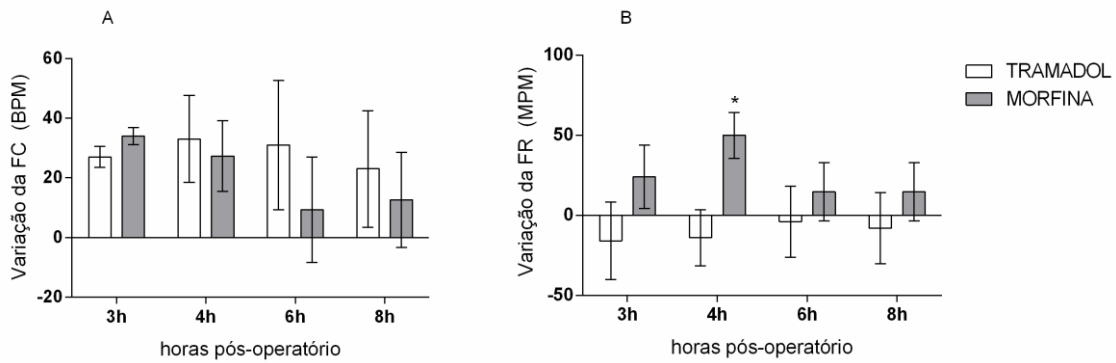 A
Variação da FC (BPM)
60
40
20
0
-20
3h
4h
6h
8h
horas pós-operatório
B
Variação da FR (MPM)
100
50
0
-50
*
3h
4h
6h
8h
horas pós-operatório
TRAMADOL
MORFINA